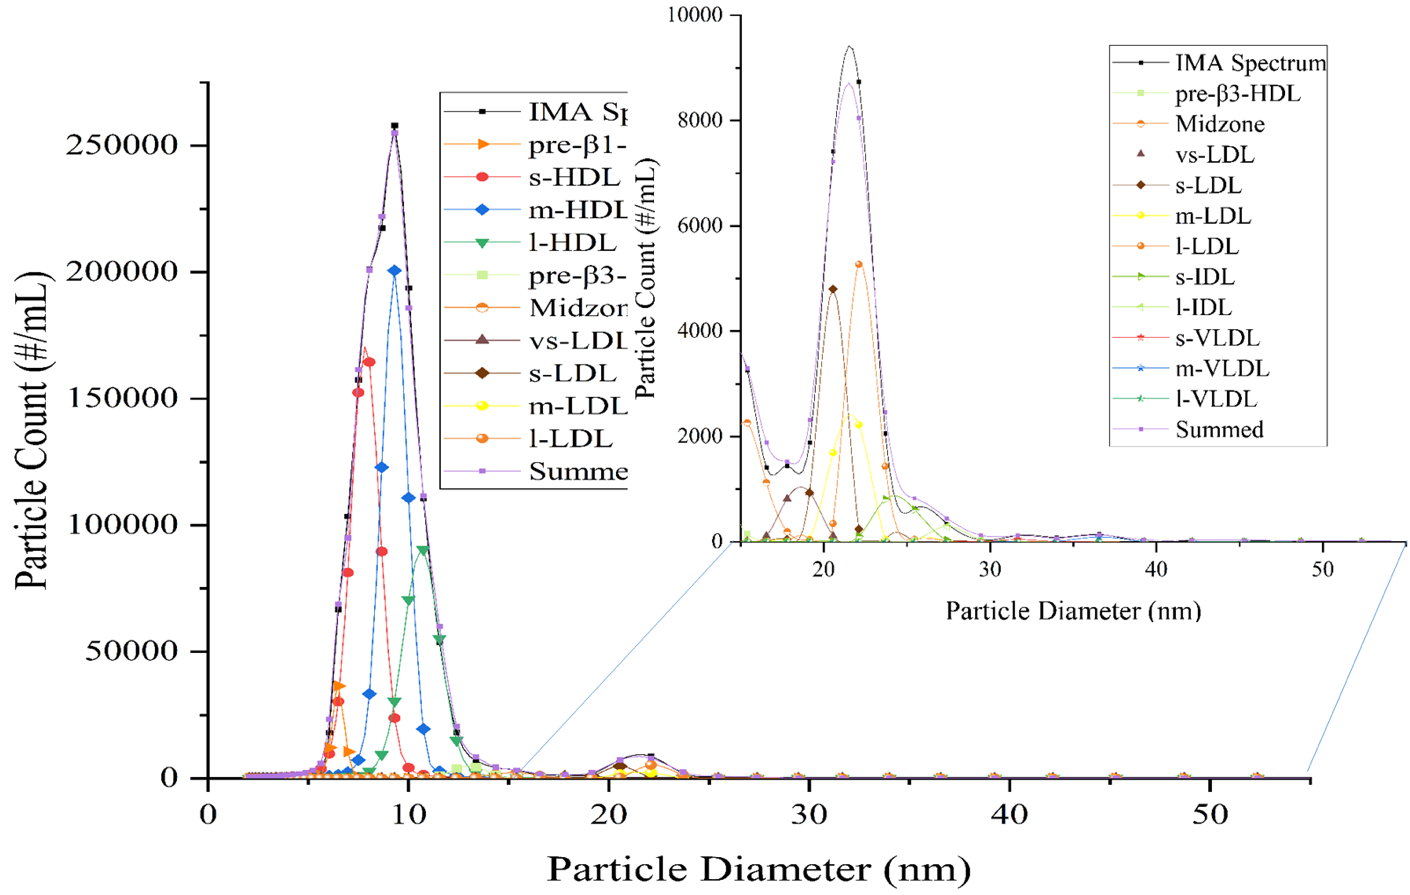 250000
200000
150000
100000
50000
0
Particle Count (#/mL)
0
10
20
30
40
50
Particle Diameter (nm)
IMA Sp
pre-β1-
s-HDL
m-HDL
l-HDL
pre-β3-
Midzon
vs-LDL
s-LDL
m-LDL
l-LDL
Summe
10000
8000
6000
4000
2000
0
Particle Count (#/mL)
20
30
40
50
Particle Diameter (nm)
IMA Spectrum
pre-β3-HDL
Midzone
vs-LDL
s-LDL
m-LDL
l-LDL
s-IDL
l-IDL
s-VLDL
m-VLDL
l-VLDL
Summed